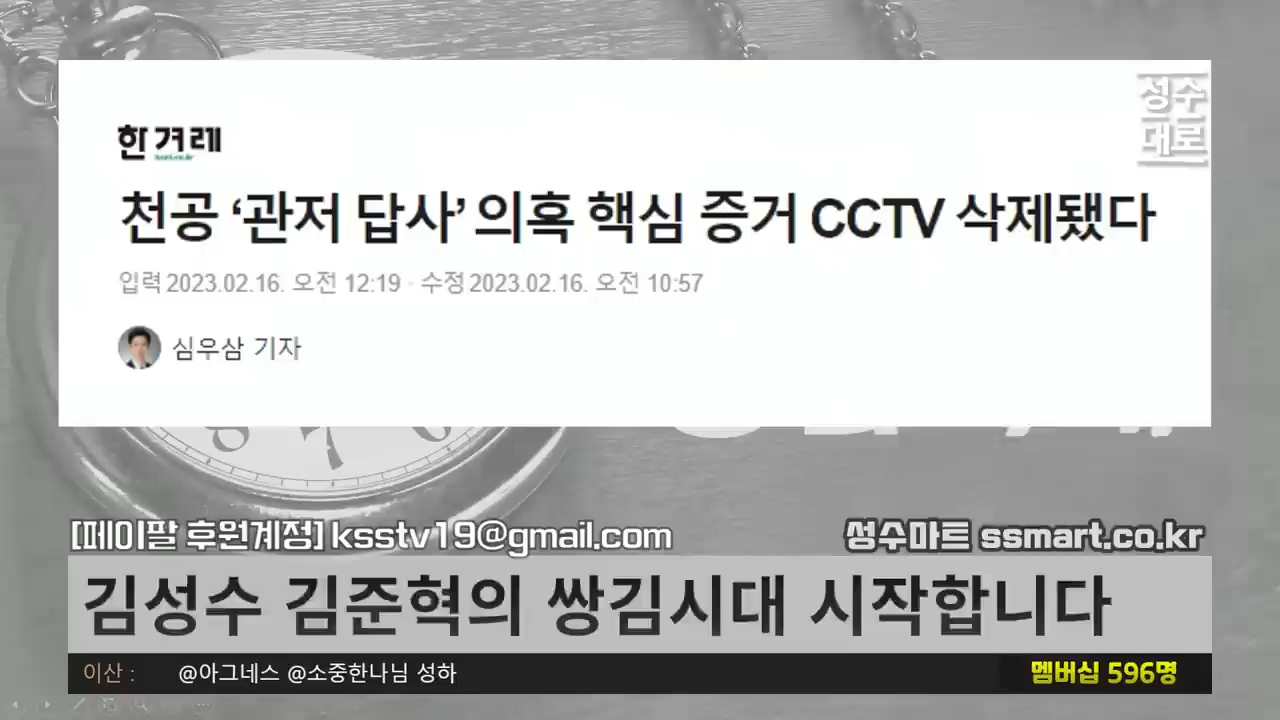 성수
대로
한겨레
천공 ‘관저 답사’ 의혹 핵심 증거 CCTV 삭제됐다
입력 2023.02.16. 오전 12:19 · 수정 2023.02.16. 오전 10:57
심우삼 기자
8 7 6
[페이팔 후원계정] ksstv19@gmail.com
성수마트 ssmart.co.kr
김성수 김준혁의 쌍김시대 시작합니다
이산 : @아그네스 @소중한나님 성하
멤버십 596명